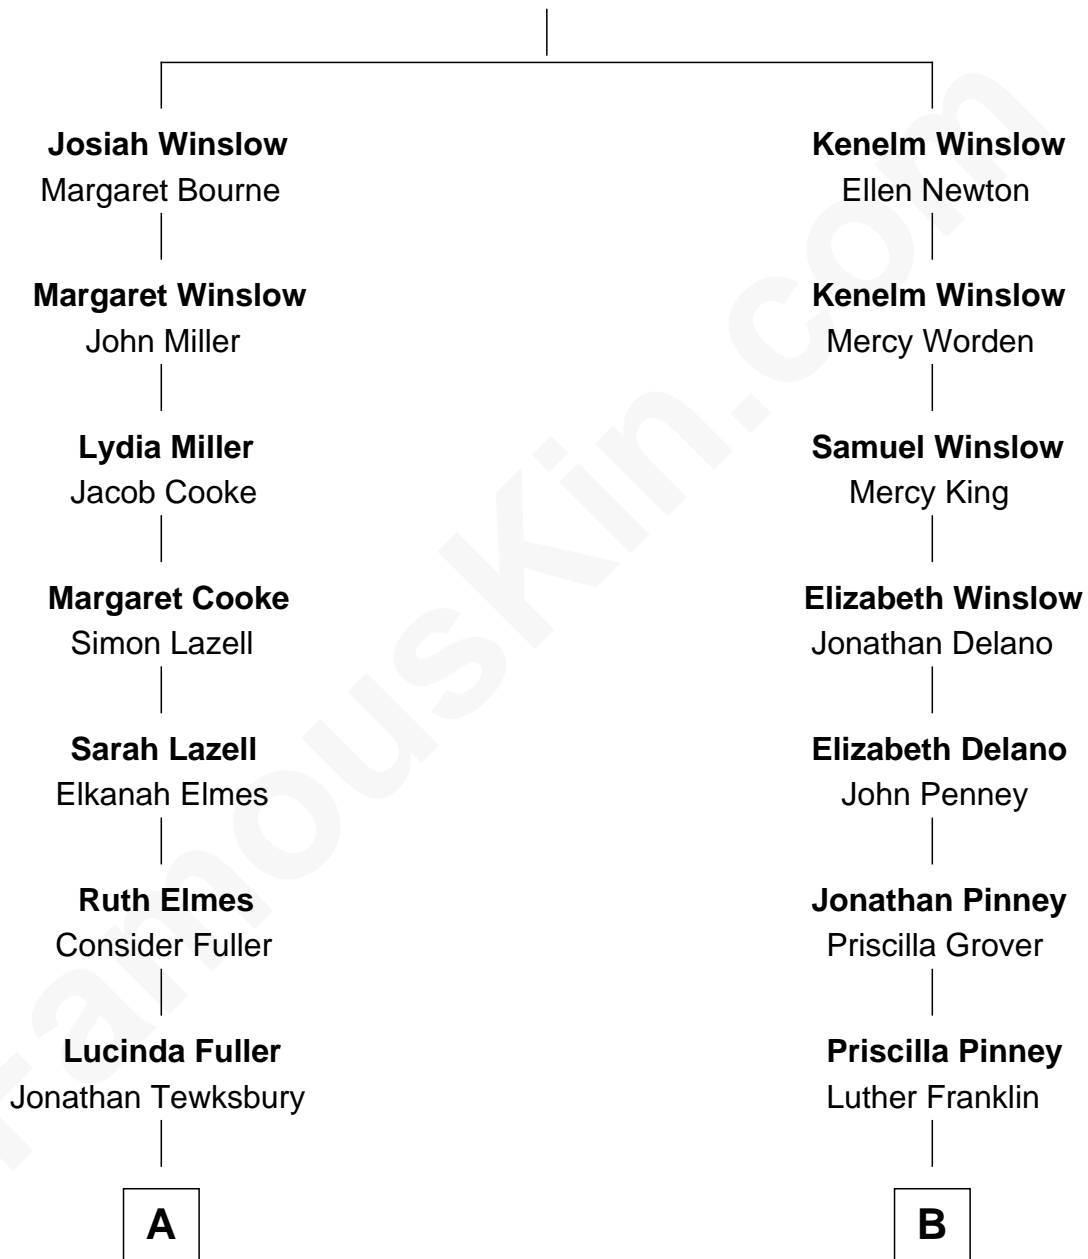 Josiah Winslow
Margaret Bourne
Margaret Winslow
John Miller
Lydia Miller
Jacob Cooke
Margaret Cooke
Simon Lazell
Sarah Lazell
Elkanah Elmes
Ruth Elmes
Consider Fuller
Lucinda Fuller
Jonathan Tewksbury
A
Kenelm Winslow
Ellen Newton
Kenelm Winslow
Mercy Worden
Samuel Winslow
Mercy King
Elizabeth Winslow
Jonathan Delano
Elizabeth Delano
John Penney
Jonathan Pinney
Priscilla Grover
Priscilla Pinney
Luther Franklin
B
FamousKin.com